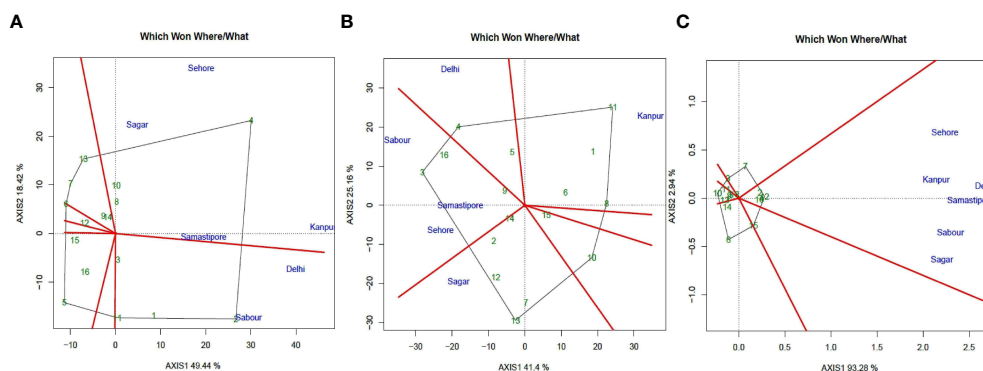 A
B
C
Which Won Where/What
Sehore
Sagar
Samastipore
Kanpu
Delhi
Sabour
13
4
7
10
6
8
9
14
12
15
3
16
5
1
1
2
30
20
10
0
−10
−10
0
10
20
30
40
AXIS2 18.42 %
AXIS1 49.44 %
Which Won Where/What
Delhi
Kanpur
Sabour
Samastipore
Sehore
Sagar
4
11
16
5
1
3
9
6
8
14
15
2
10
12
7
13
30
20
10
0
−10
−20
−30
−30
−20
−10
0
10
20
30
AXIS2 25.16 %
AXIS1 41.4 %
Which Won Where/What
Sehore
Kanpur
De
Samastipo
Sabour
Sagar
7
10
14
15
6
1.0
0.5
0.0
−0.5
−1.0
0.0
0.5
1.0
1.5
2.0
2.5
AXIS2 2.94 %
AXIS1 93.28 %